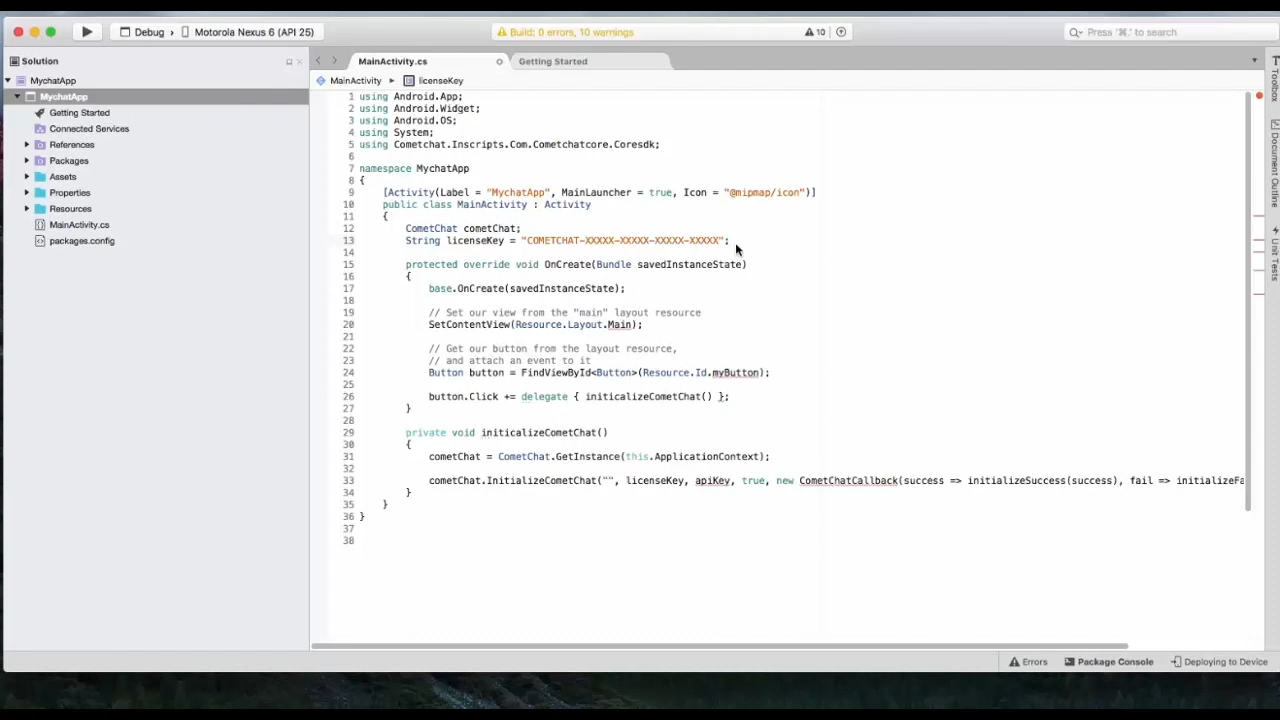 Debug > Motorola Nexus 6 (API 25)
Build: 0 errors, 10 warnings
10
Press '⌘.' to search
Solution
MainActivity.cs
Getting Started
MychatApp
MainActivity
licenseKey
MychatApp
Getting Started
Connected Services
References
Packages
Assets
Properties
Resources
MainActivity.cs
packages.config
1 using Android.App;
2 using Android.Widget;
3 using Android.OS;
4 using System;
5 using Cometchat.Inscripts.Com.Cometchatcore.Coresdk;
6
7 namespace MychatApp
8 {
9 [Activity(Label = "MychatApp", MainLauncher = true, Icon = "@mipmap/icon")]
10 public class MainActivity : Activity
11 {
12 CometChat cometChat;
13 String licenseKey = "COMETCHAT-XXXXX-XXXXX-XXXXX-XXXXX";
14
15 protected override void OnCreate(Bundle savedInstanceState)
16 {
17 base.OnCreate(savedInstanceState);
18
19 // Set our view from the "main" layout resource
20 SetContentView(Resource.Layout.Main);
21
22 // Get our button from the layout resource,
23 // and attach an event to it
24 Button button = FindViewById<Button>(Resource.Id.myButton);
25
26 button.Click += delegate { initicalizeCometChat() };
27 }
28
29 private void initicalizeCometChat()
30 {
31 cometChat = CometChat.GetInstance(this.ApplicationContext);
32
33 cometChat.InitializeCometChat("", licenseKey, apiKey, true, new CometChatCallback(success => initializeSuccess(success), fail => initializeFa
34 }
35 }
36 }
37
38
Toolbox
Document Outline
Unit Tests
Errors
Package Console
Deploying to Device